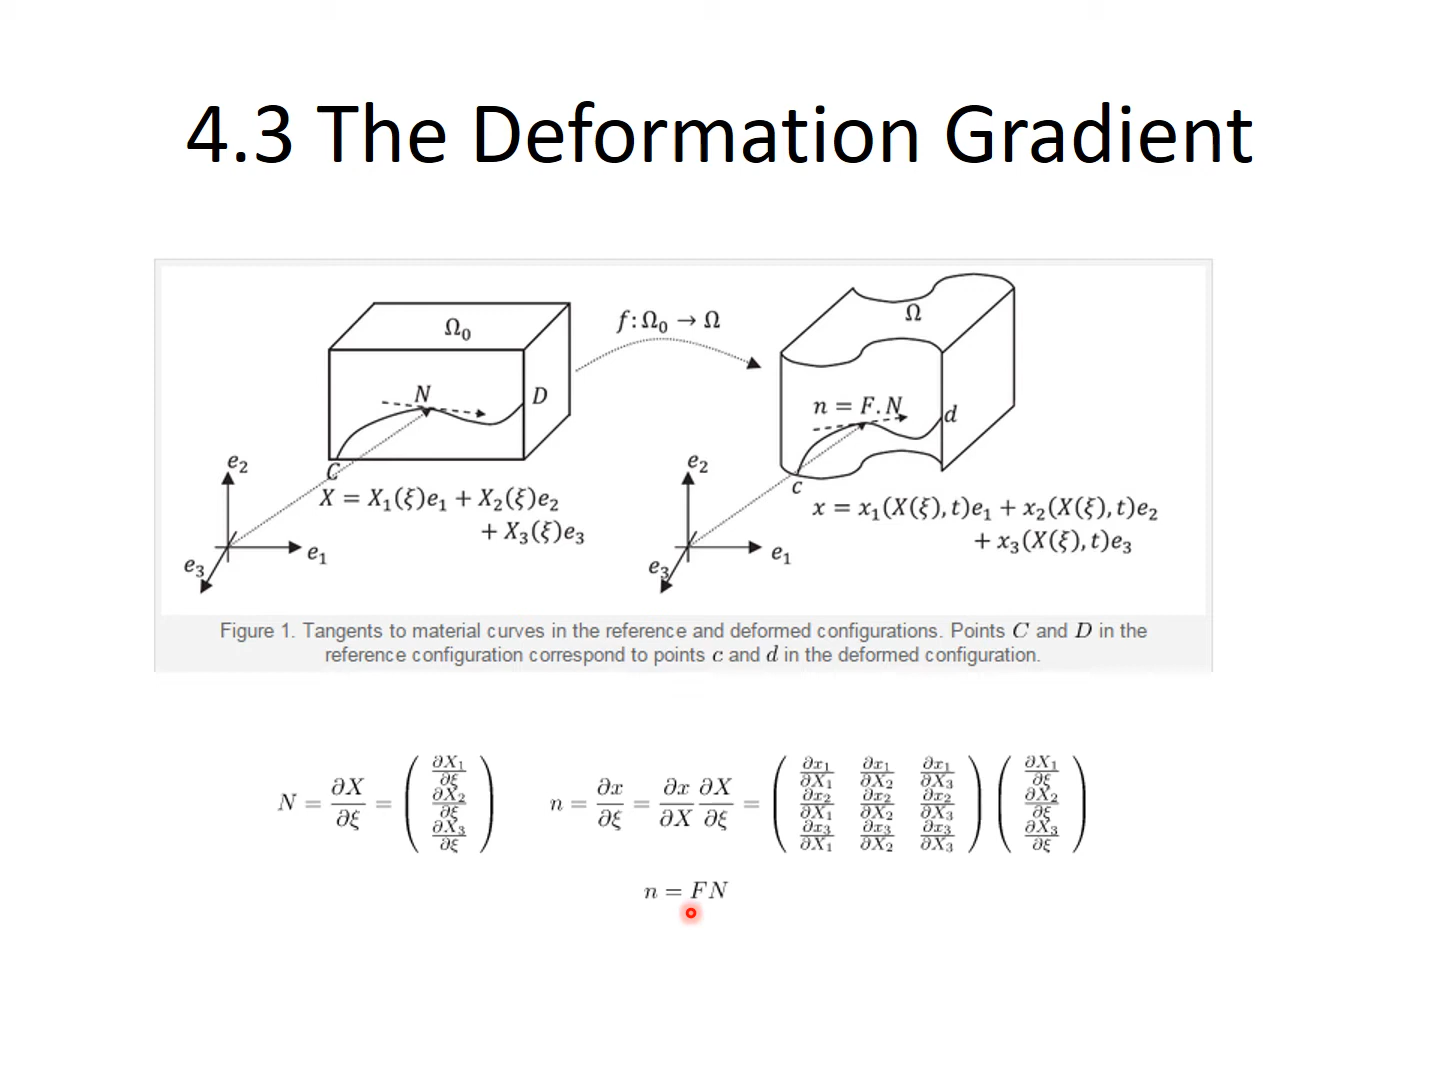 4.3 The Deformation Gradient
Ω₀
f:Ω₀ → Ω
Ω
N
D
n = F.N
d
C
c
e₂
e₁
e₃
X = X₁(ξ)e₁ + X₂(ξ)e₂
+ X₃(ξ)e₃
e₂
e₁
e₃
x = x₁(X(ξ),t)e₁ + x₂(X(ξ),t)e₂
+ x₃(X(ξ),t)e₃
Figure 1. Tangents to material curves in the reference and deformed configurations. Points C and D in the
reference configuration correspond to points c and d in the deformed configuration.
N = ∂X/∂ξ = ( ∂X₁/∂ξ ∂X₂/∂ξ ∂X₃/∂ξ )
n = ∂x/∂ξ = ∂x/∂X ∂X/∂ξ = ( ∂x₁/∂X₁ ∂x₁/∂X₂ ∂x₁/∂X₃ ∂x₂/∂X₁ ∂x₂/∂X₂ ∂x₂/∂X₃ ∂x₃/∂X₁ ∂x₃/∂X₂ ∂x₃/∂X₃ ) ( ∂X₁/∂ξ ∂X₂/∂ξ ∂X₃/∂ξ )
n = FN